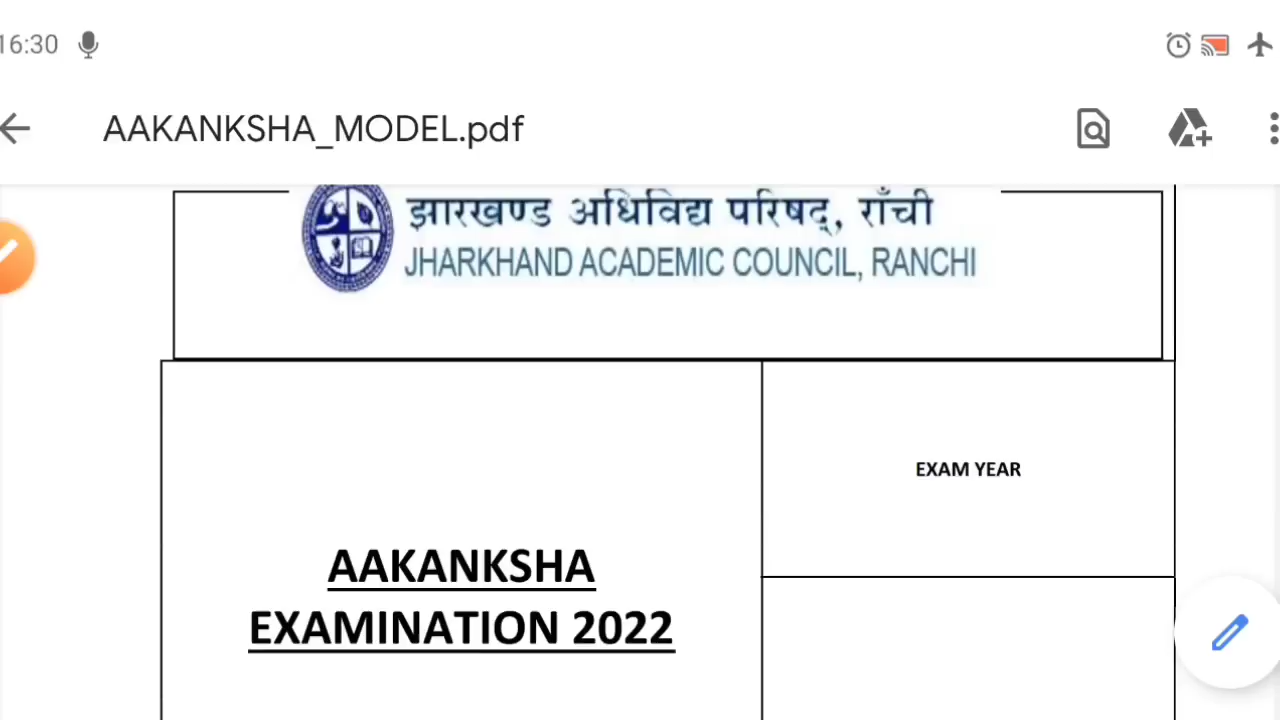 16:30
AAKANKSHA_MODEL.pdf
झारखण्ड अधिविद्य परिषद्, राँची
JHARKHAND ACADEMIC COUNCIL, RANCHI
EXAM YEAR
AAKANKSHA
EXAMINATION 2022